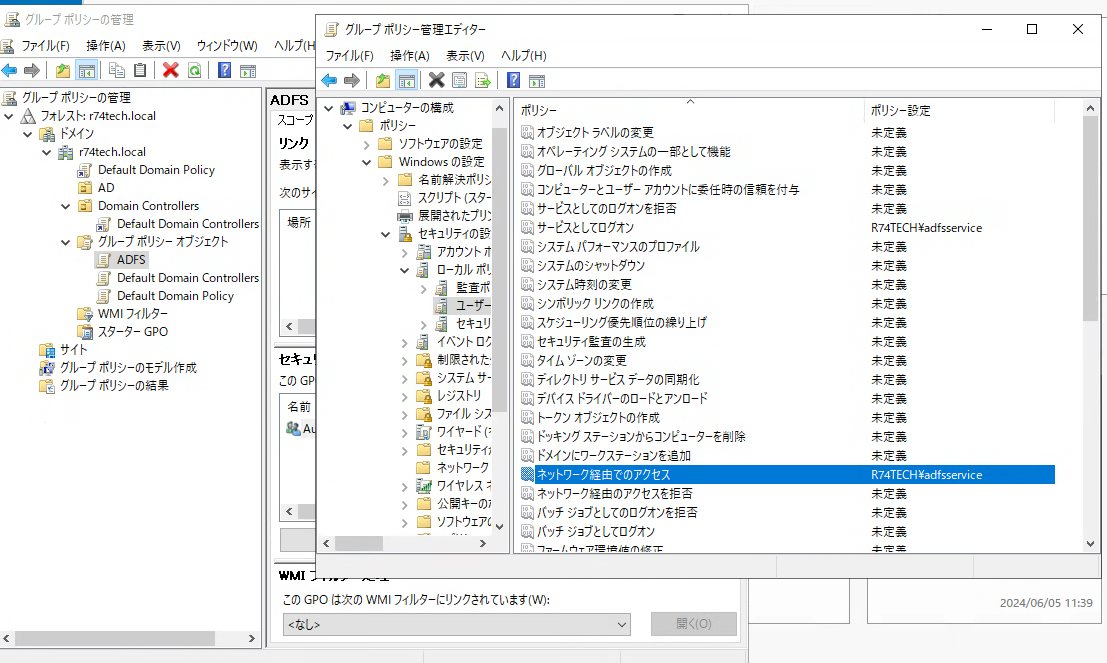 グループ ポリシーの管理
ファイル(F) 操作(A) 表示(V) ウィンドウ(W) ヘルプ(H
グループ ポリシーの管理
フォレスト: r74tech.local
ドメイン
r74tech.local
Default Domain Policy
AD
Domain Controllers
Default Domain Controllers
グループ ポリシー オブジェクト
ADFS
Default Domain Controllers
Default Domain Policy
WMI フィルター
スターター GPO
サイト
グループ ポリシーのモデル作成
グループ ポリシーの結果
ADFS
スコープ
リンク
表示す
次のサイ
場所
セキュリ
この GP
名前
Au
WMI フィルター処理
この GPO は次の WMI フィルターにリンクされています(W):
<なし>
開く(O)
グループ ポリシー管理エディター
ファイル(F) 操作(A) 表示(V) ヘルプ(H)
コンピューターの構成
ポリシー
ソフトウェアの設定
Windows の設定
名前解決ポリシ
スクリプト (スター
展開されたプリン
セキュリティの設
アカウント ポ
ローカル ポリ
監査ポ
ユーザー
セキュリ
イベント ログ
制限された
システム サー
レジストリ
ファイル シス
ワイヤード (
セキュリティ
ネットワーク
ワイヤレス ネ
公開キーのポ
ソフトウェアの
ポリシー ポリシー設定
オブジェクト ラベルの変更 未定義
オペレーティング システムの一部として機能 未定義
グローバル オブジェクトの作成 未定義
コンピューターとユーザー アカウントに委任時の信頼を付与 未定義
サービスとしてのログオンを拒否 未定義
サービスとしてログオン R74TECH¥adfsservice
システム パフォーマンスのプロファイル 未定義
システムのシャットダウン 未定義
システム時刻の変更 未定義
シンボリック リンクの作成 未定義
スケジューリング優先順位の繰り上げ 未定義
セキュリティ監査の生成 未定義
タイム ゾーンの変更 未定義
ディレクトリ サービス データの同期化 未定義
デバイス ドライバーのロードとアンロード 未定義
トークン オブジェクトの作成 未定義
ドッキング ステーションからコンピューターを削除 未定義
ドメインにワークステーションを追加 未定義
ネットワーク経由でのアクセス R74TECH¥adfsservice
ネットワーク経由のアクセスを拒否 未定義
バッチ ジョブとしてのログオンを拒否 未定義
バッチ ジョブとしてログオン 未定義
ファームウェア環境値の修正 未定義
2024/06/05 11:39